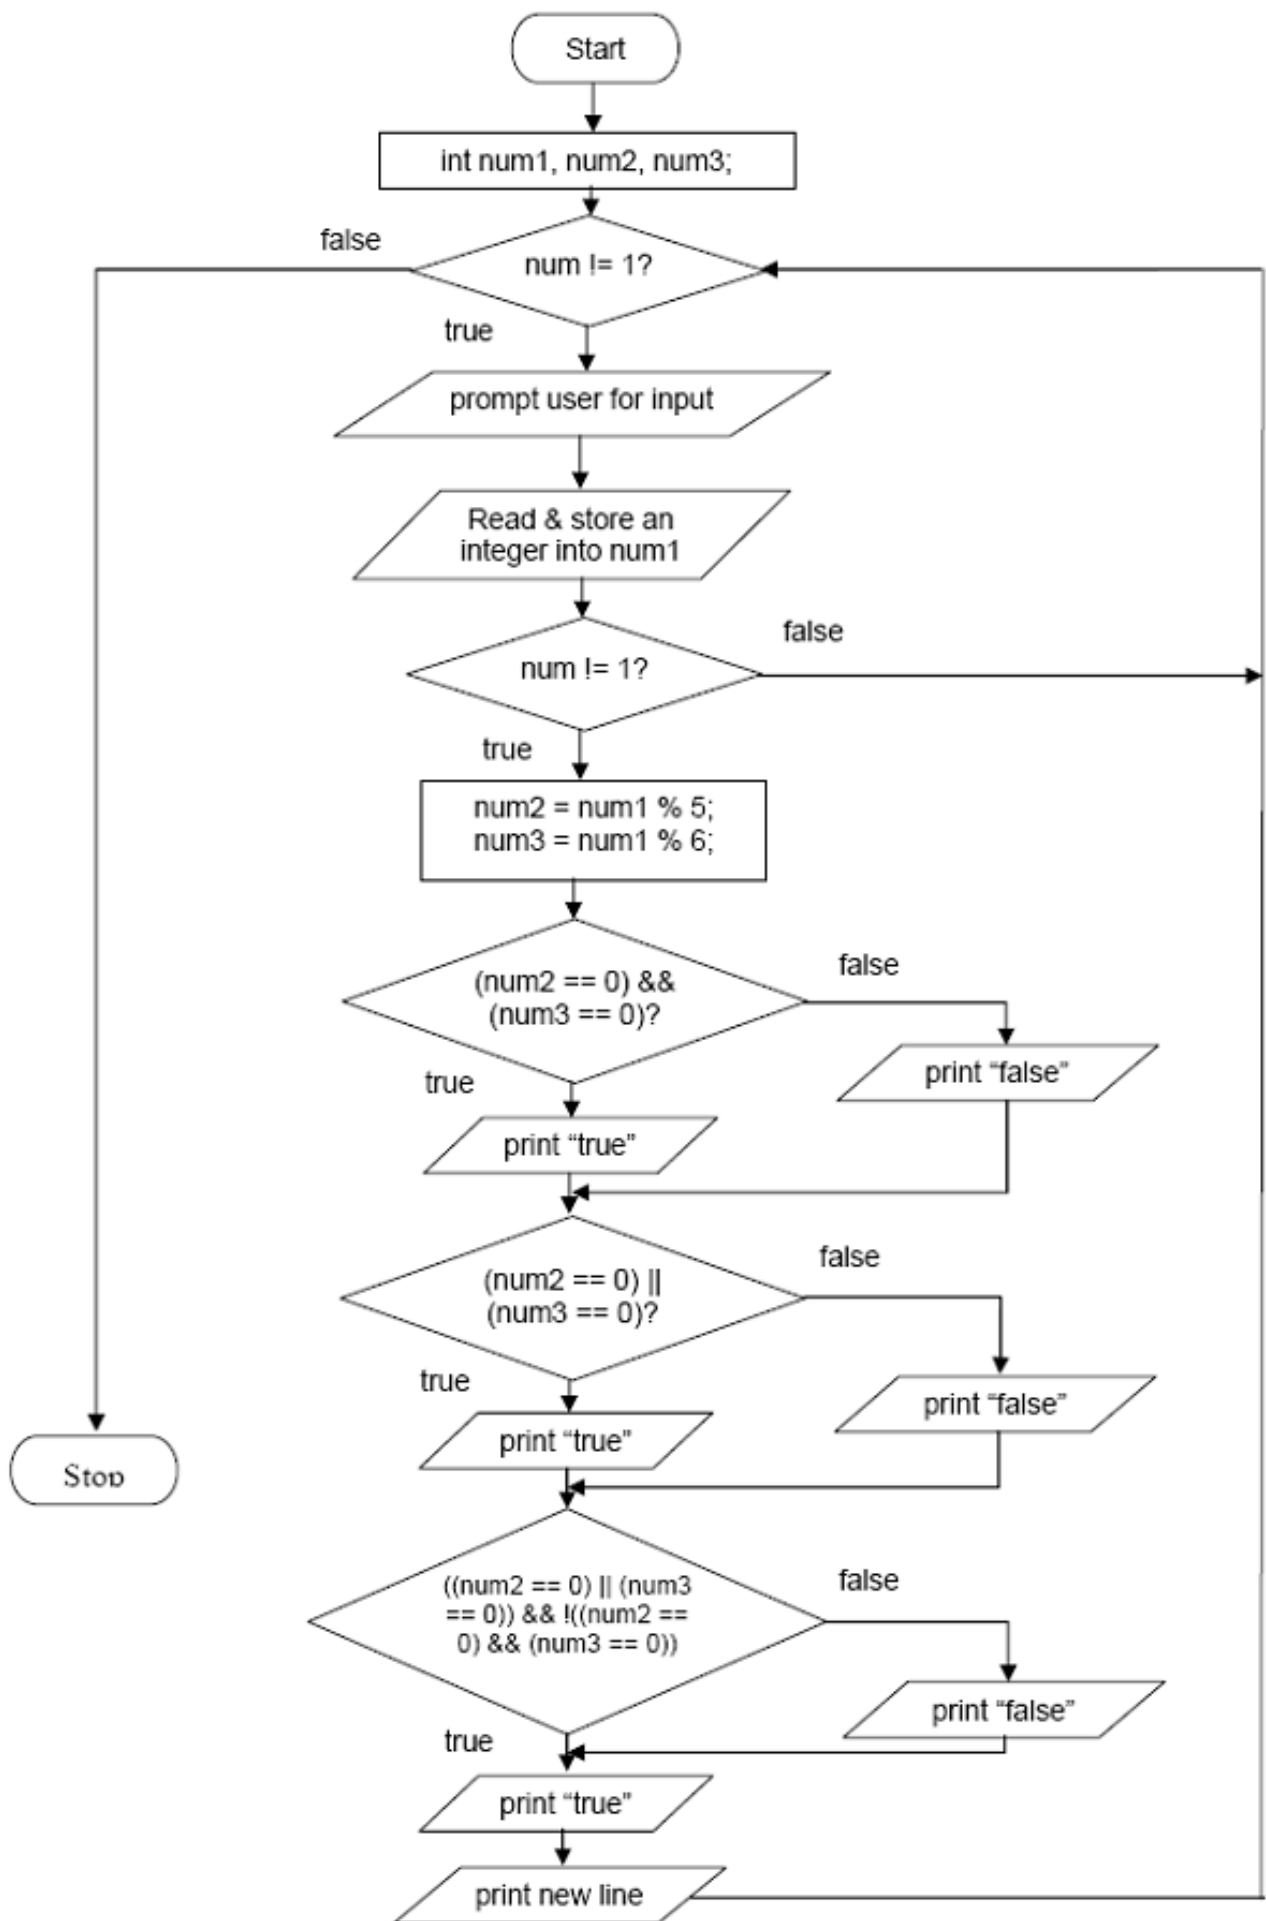 Start
int num1, num2, num3;
false
num != 1?
true
prompt user for input
Read & store an
integer into num1
false
num != 1?
true
num2 = num1 % 5;
num3 = num1 % 6;
false
(num2 == 0) &&
(num3 == 0)?
print “false”
true
print “true”
false
(num2 == 0) ||
(num3 == 0)?
true
print “false”
print “true”
Stop
false
((num2 == 0) || (num3
== 0)) && !((num2 ==
0) && (num3 == 0))
print “false”
true
print “true”
print new line